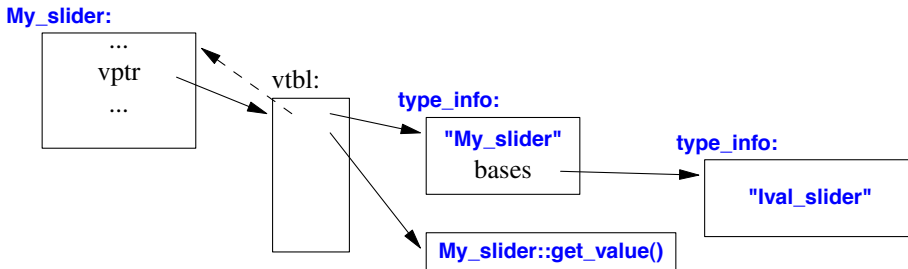 My_slider:
...
vptr
...
vtbl:
type_info:
"My_slider"
bases
type_info:
"Ival_slider"
My_slider::get_value()